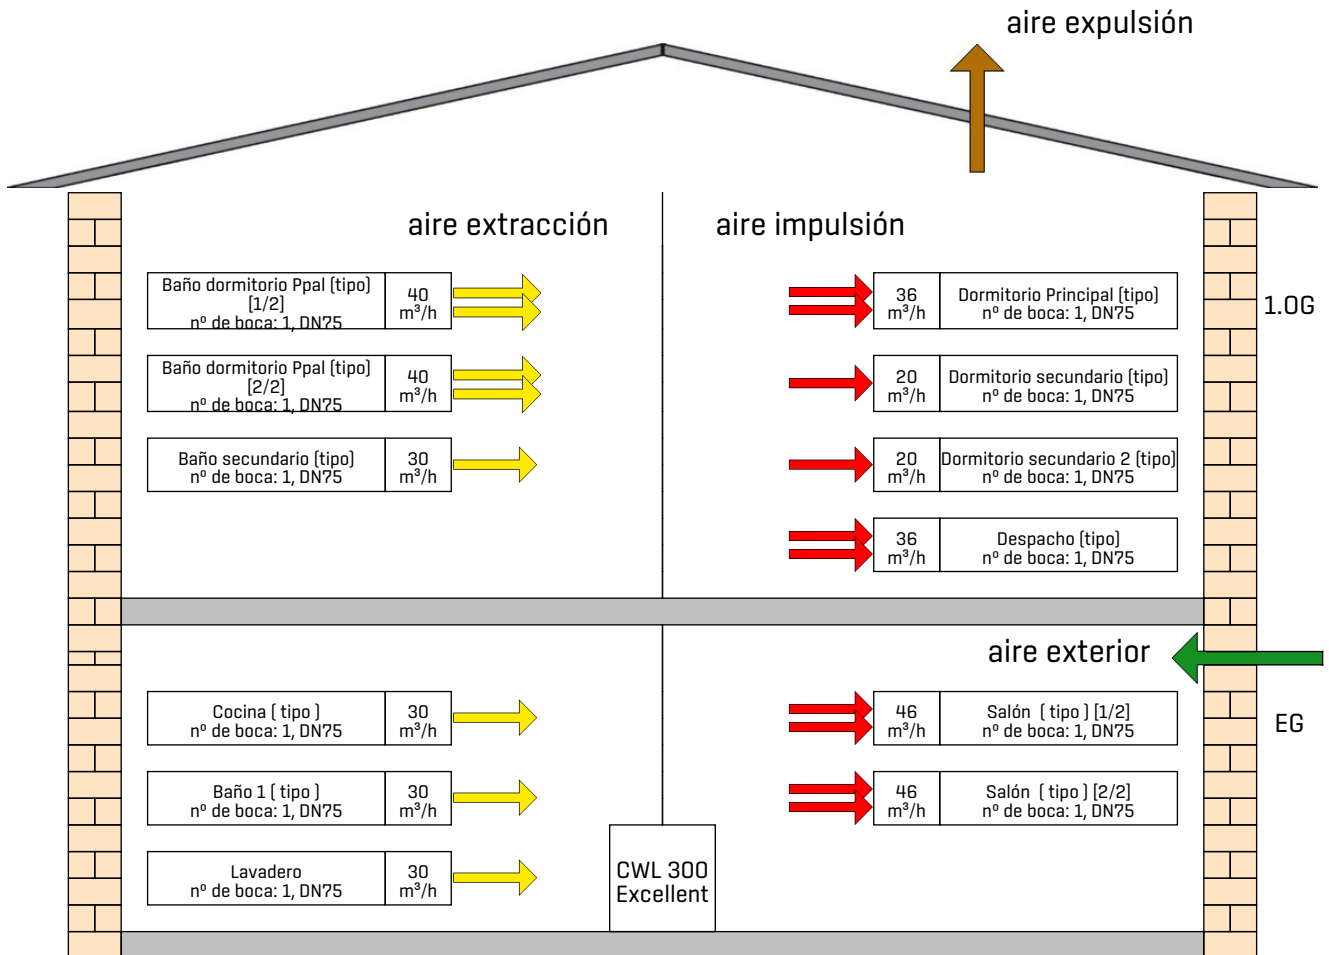 aire expulsión
aire extracción
aire impulsión
Baño dormitorio Ppal (tipo)
[1/2]
nº de boca: 1, DN75
40
m³/h
36
m³/h
Dormitorio Principal (tipo)
nº de boca: 1, DN75
1.OG
Baño dormitorio Ppal (tipo)
[2/2]
nº de boca: 1, DN75
40
m³/h
20
m³/h
Dormitorio secundario (tipo)
nº de boca: 1, DN75
Baño secundario (tipo)
nº de boca: 1, DN75
30
m³/h
20
m³/h
Dormitorio secundario 2 (tipo)
nº de boca: 1, DN75
36
m³/h
Despacho (tipo)
nº de boca: 1, DN75
aire exterior
Cocina ( tipo )
nº de boca: 1, DN75
30
m³/h
46
m³/h
Salón ( tipo ) [1/2]
nº de boca: 1, DN75
EG
Baño 1 ( tipo )
nº de boca: 1, DN75
30
m³/h
46
m³/h
Salón ( tipo ) [2/2]
nº de boca: 1, DN75
Lavadero
nº de boca: 1, DN75
30
m³/h
CWL 300
Excellent